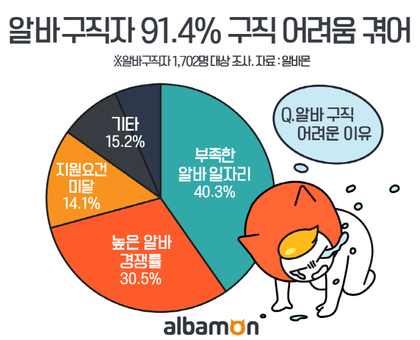 알바구직자 91.4% 구직 어려움 겪어
※알바구직자 1,702명 대상 조사. 자료 : 알바몬
Q.알바 구직
어려운 이유
기타
15.2%
부족한
알바 일자리
40.3%
지원요건
미달
14.1%
높은 알바
경쟁률
30.5%
albamon